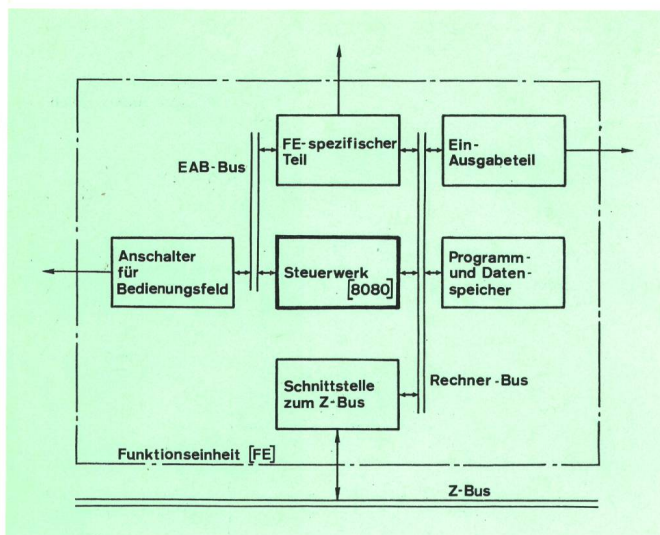 FE-spezifischer
Teil
Ein-
Ausgabeteil
EAB-Bus
Anschalter
für
Bedienungsfeld
Steuerwerk
[8080]
Programm-
und Daten-
speicher
Schnittstelle
zum Z-Bus
Rechner-Bus
Funktionseinheit [FE]
Z-Bus